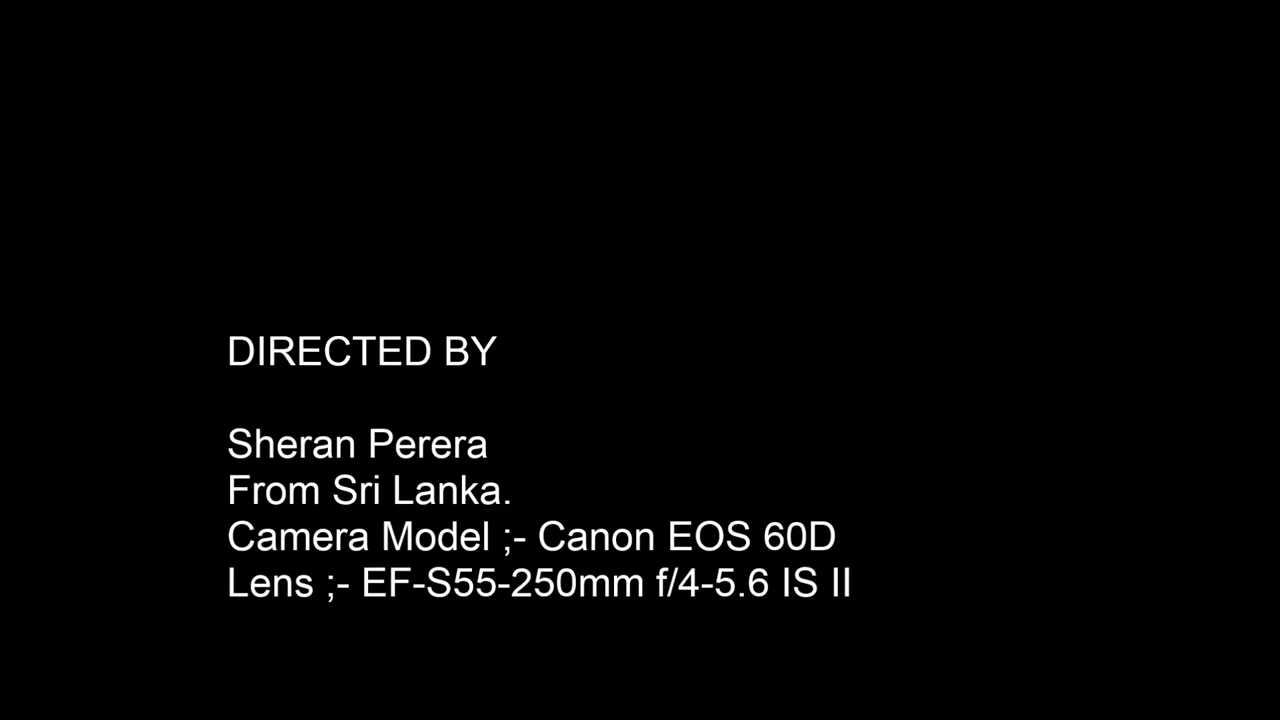 DIRECTED BY
Sheran Perera
From Sri Lanka.
Camera Model ;- Canon EOS 60D
Lens ;- EF-S55-250mm f/4-5.6 IS II